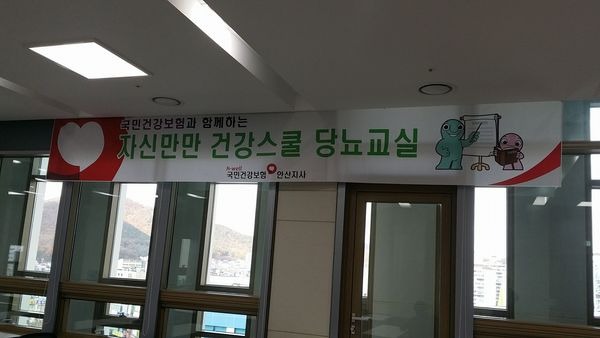 국민건강보험과 함께하는
자신만만 건강스쿨 당뇨교실
h-well
국민건강보험 안산지사